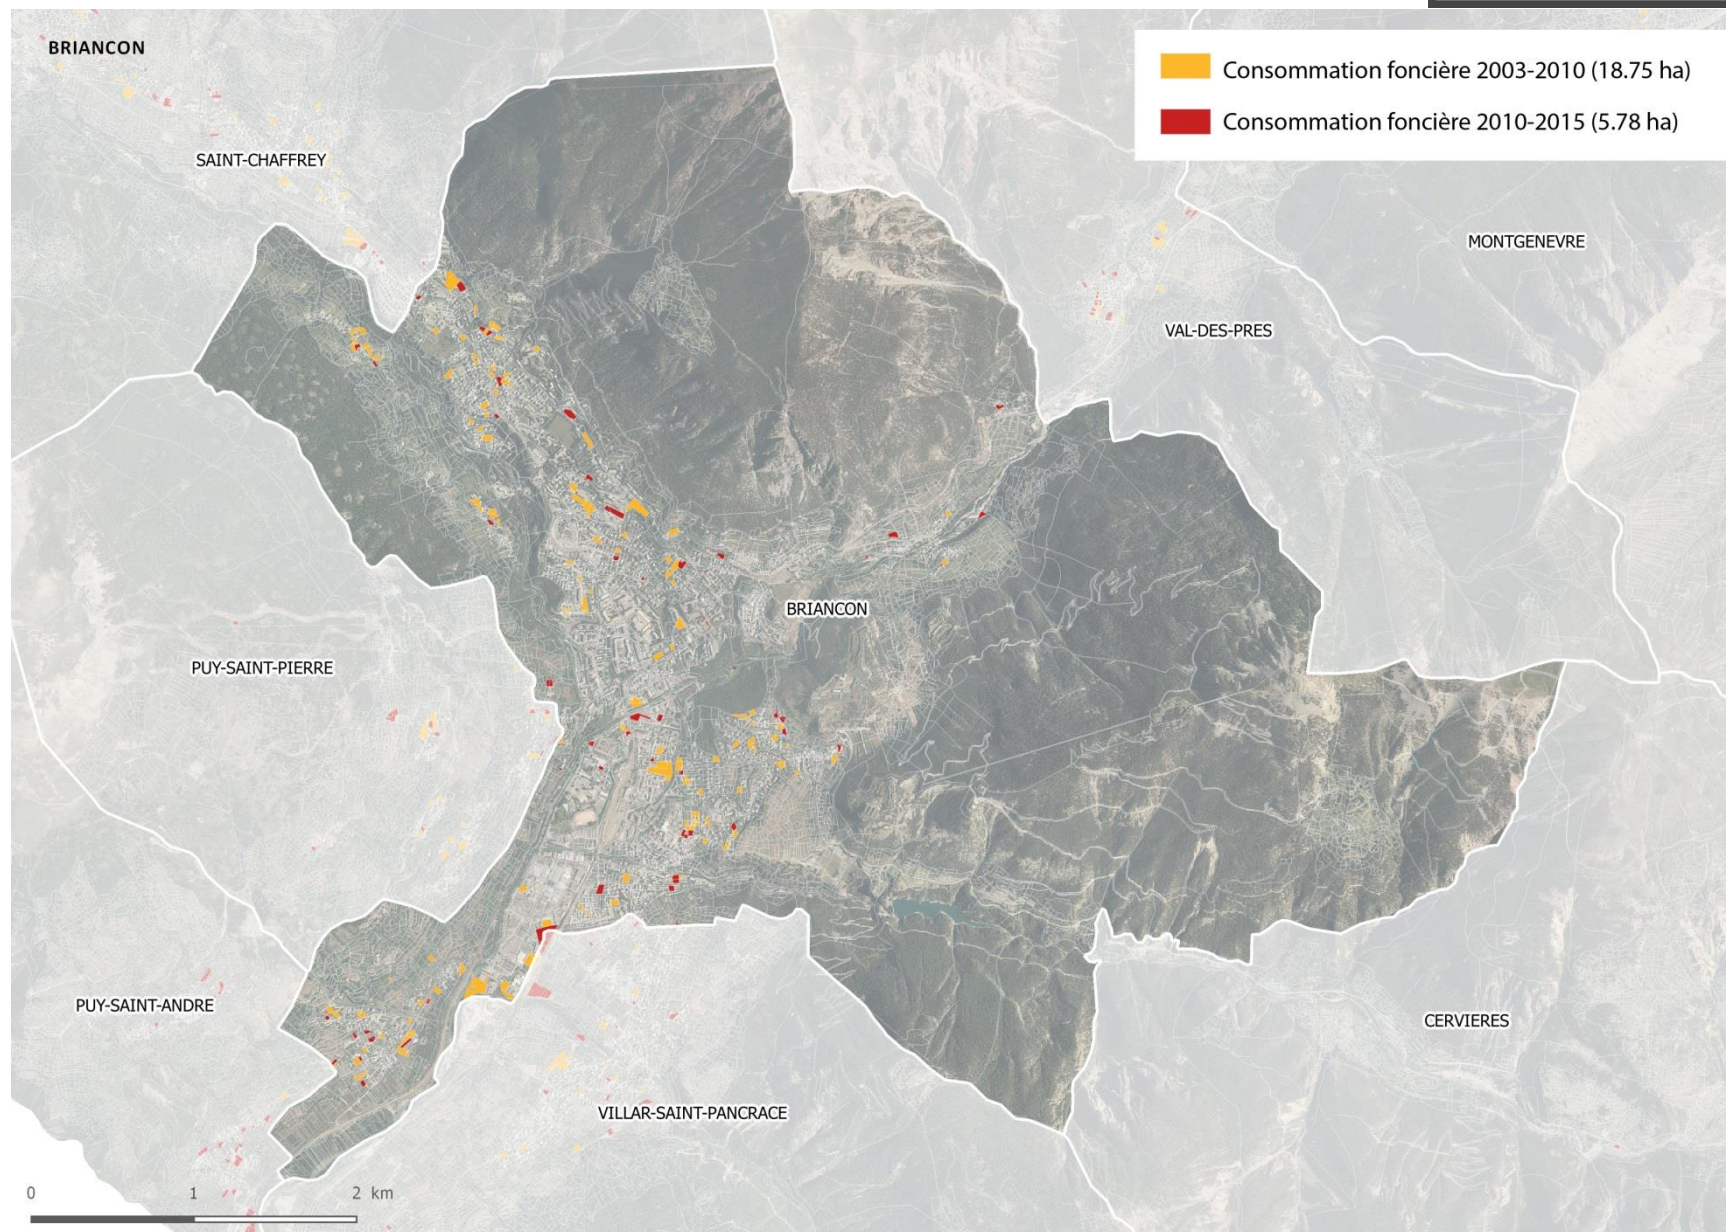 BRIANCON
Consommation foncière 2003-2010 (18.75 ha)
Consommation foncière 2010-2015 (5.78 ha)
SAINT-CHAFFREY
MONTGENEVRE
VAL-DES-PRES
BRIANCON
PUY-SAINT-PIERRE
PUY-SAINT-ANDRE
CERVIERES
VILLAR-SAINT-PANCRACE
0 1 2 km